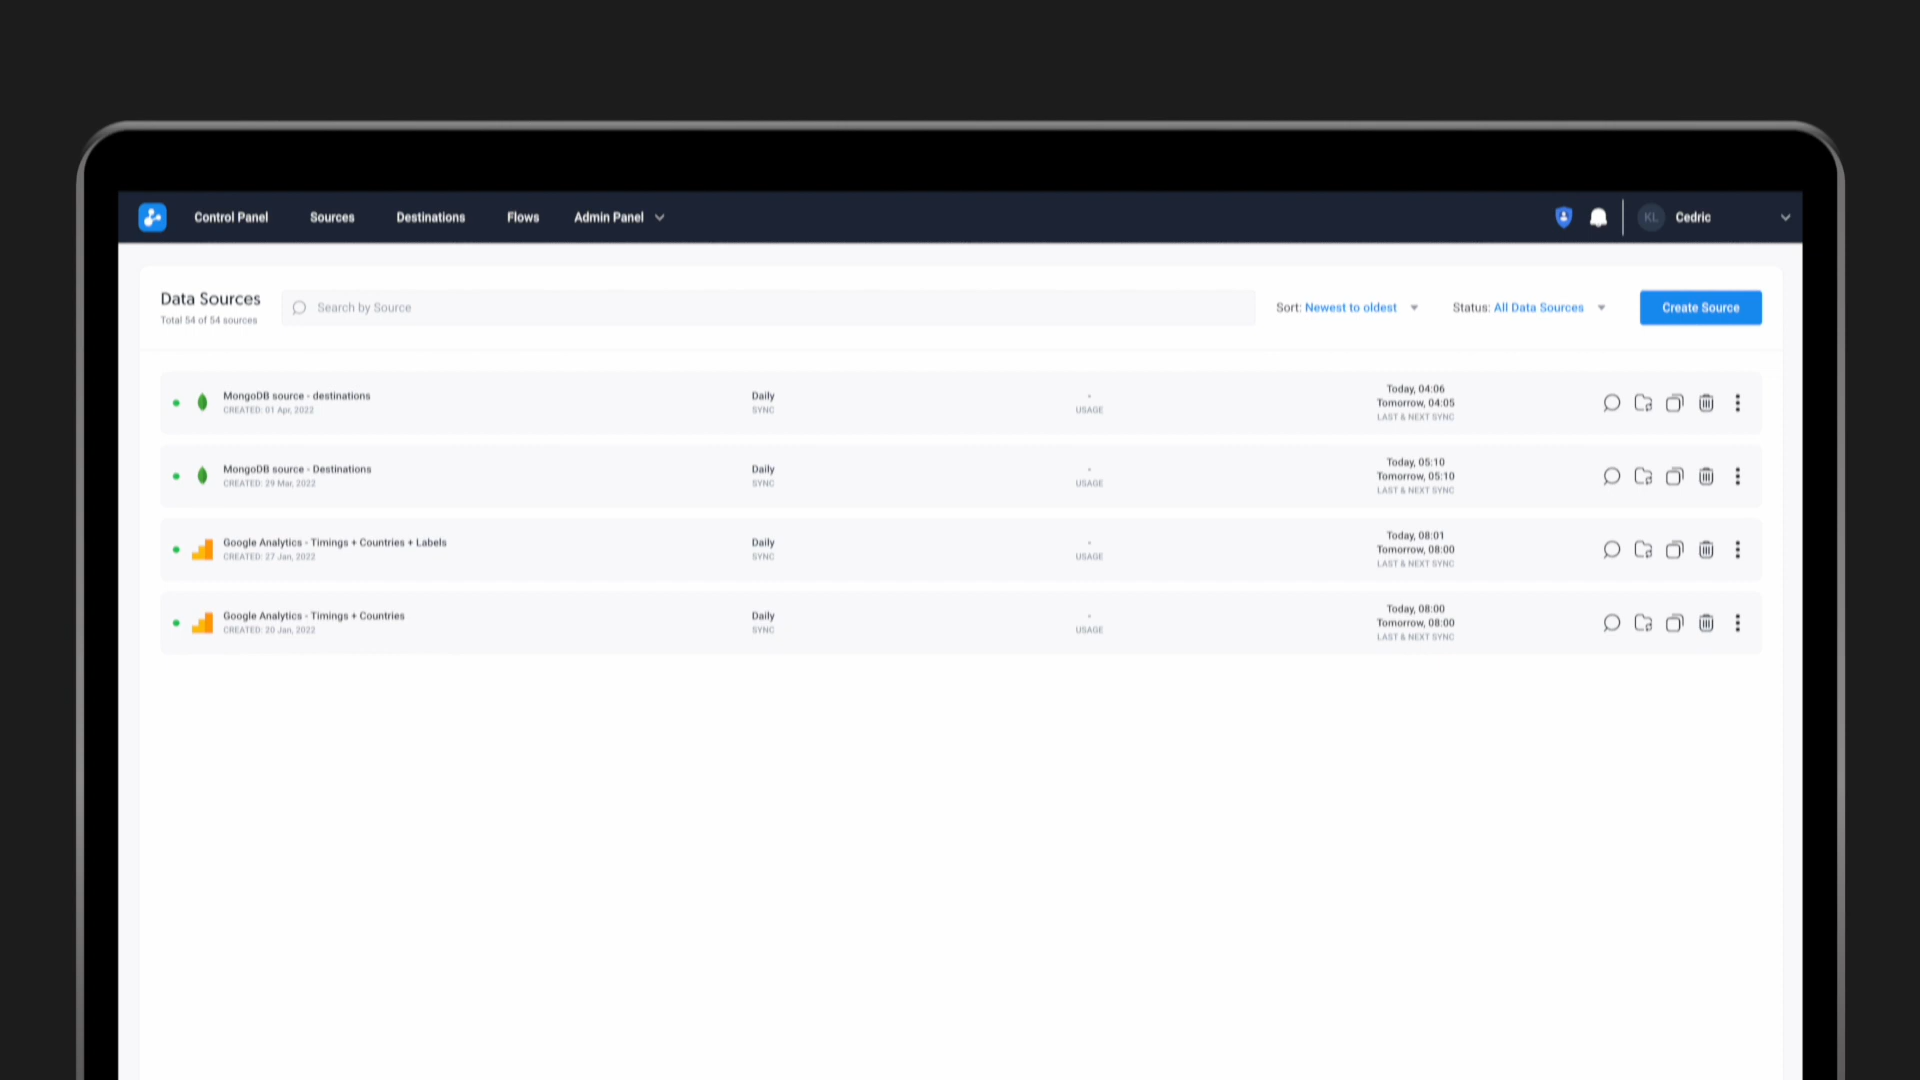 Control Panel
Sources
Destinations
Flows
Admin Panel
KL
Cedric
Data Sources
Total 54 of 54 sources
Search by Source
Sort: Newest to oldest
Status: All Data Sources
Create Source
MongoDB source - destinations
CREATED: 01 Apr, 2022
Daily
SYNC
-
USAGE
Today, 04:06
Tomorrow, 04:05
LAST & NEXT SYNC
MongoDB source - Destinations
CREATED: 29 Mar, 2022
Daily
SYNC
-
USAGE
Today, 05:10
Tomorrow, 05:10
LAST & NEXT SYNC
Google Analytics - Timings + Countries + Labels
CREATED: 27 Jan, 2022
Daily
SYNC
-
USAGE
Today, 08:01
Tomorrow, 08:00
LAST & NEXT SYNC
Google Analytics - Timings + Countries
CREATED: 20 Jan, 2022
Daily
SYNC
-
USAGE
Today, 08:00
Tomorrow, 08:00
LAST & NEXT SYNC